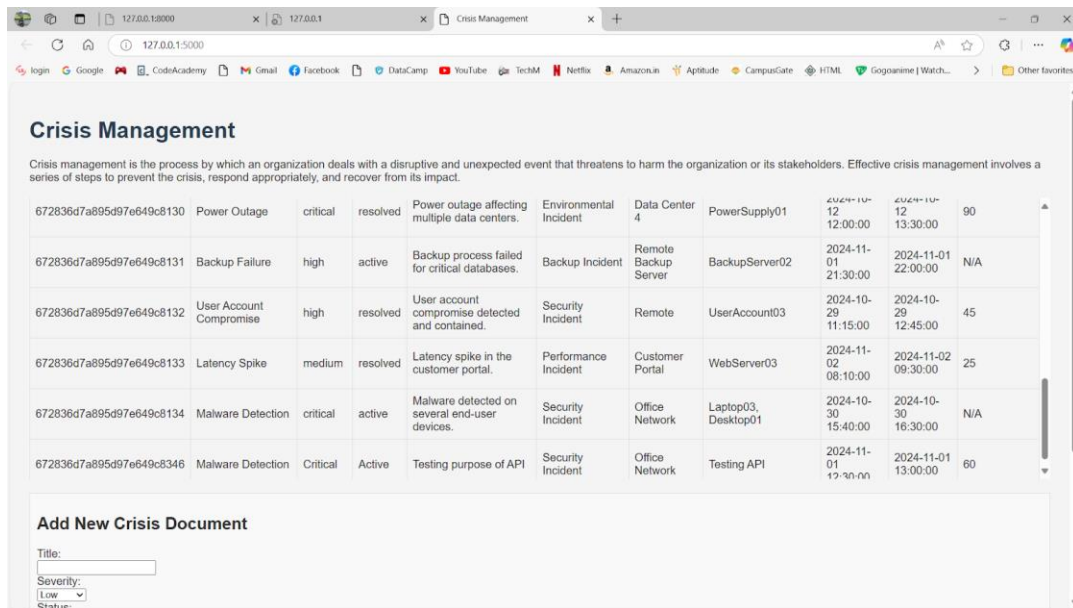 127.0.0.1:8000
127.0.0.1
Crisis Management
127.0.0.1:5000
login Google CodeAcademy Gmail Facebook DataCamp YouTube TechM Netflix Amazon.in Aptitude CampusGate HTML Gogoanime | Watch... Other favorites
Crisis Management
Crisis management is the process by which an organization deals with a disruptive and unexpected event that threatens to harm the organization or its stakeholders. Effective crisis management involves a
series of steps to prevent the crisis, respond appropriately, and recover from its impact.
672836d7a895d97e649c8130 Power Outage critical resolved Power outage affecting multiple data centers. Environmental Incident Data Center 4 PowerSupply01 2024-10-12 12:00:00 2024-10-12 13:30:00 90
672836d7a895d97e649c8131 Backup Failure high active Backup process failed for critical databases. Backup Incident Remote Backup Server BackupServer02 2024-11-01 21:30:00 2024-11-01 22:00:00 N/A
672836d7a895d97e649c8132 User Account Compromise high resolved User account compromise detected and contained. Security Incident Remote UserAccount03 2024-10-29 11:15:00 2024-10-29 12:45:00 45
672836d7a895d97e649c8133 Latency Spike medium resolved Latency spike in the customer portal. Performance Incident Customer Portal WebServer03 2024-11-02 08:10:00 2024-11-02 09:30:00 25
672836d7a895d97e649c8134 Malware Detection critical active Malware detected on several end-user devices. Security Incident Office Network Laptop03, Desktop01 2024-10-30 15:40:00 2024-10-30 16:30:00 N/A
672836d7a895d97e649c8346 Malware Detection Critical Active Testing purpose of API Security Incident Office Network Testing API 2024-11-01 12:30:00 2024-11-01 13:00:00 60
Add New Crisis Document
Title:
Severity:
Low
Status: